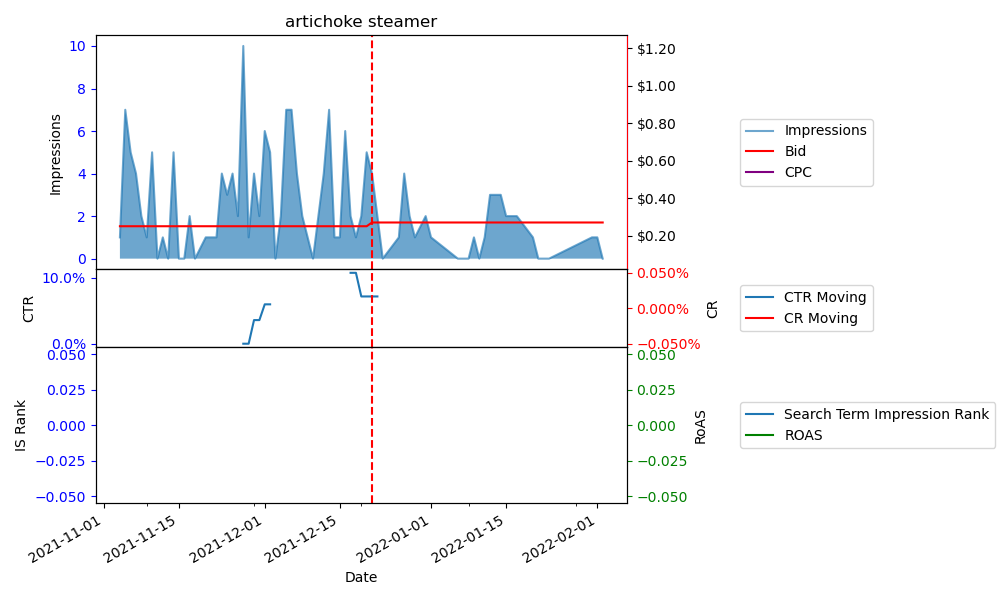 artichoke steamer
10
8
6
4
2
0
Impressions
$1.20
$1.00
$0.80
$0.60
$0.40
$0.20
Impressions
Bid
CPC
10.0%
0.0%
CTR
0.050%
0.000%
−0.050%
CR
CTR Moving
CR Moving
0.050
0.025
0.000
−0.025
−0.050
IS Rank
0.050
0.025
0.000
−0.025
−0.050
RoAS
Search Term Impression Rank
ROAS
2021-11-01
2021-11-15
2021-12-01
2021-12-15
2022-01-01
2022-01-15
2022-02-01
Date